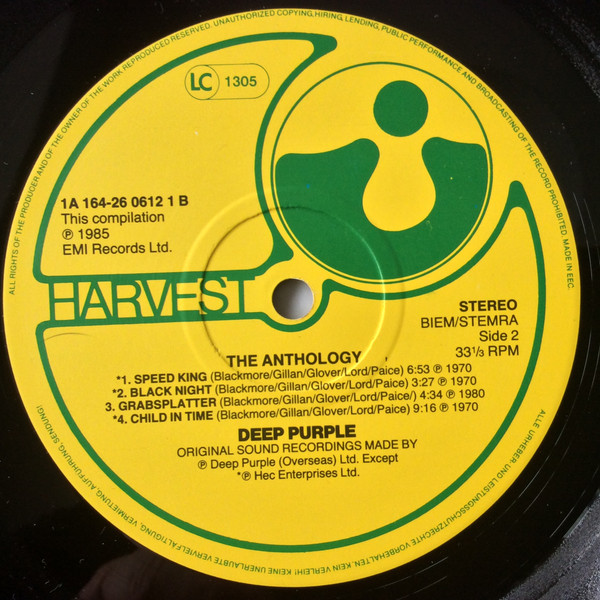 ALL RIGHTS OF THE PRODUCER AND OF THE OWNER OF THE WORK REPRODUCED RESERVED. UNAUTHORIZED COPYING, HIRING, LENDING, PUBLIC PERFORMANCE AND BROADCASTING OF THE RECORD PROHIBITED. MADE IN EEC.
LC 1305
1A 164-26 0612 1 B
This compilation
℗ 1985
EMI Records Ltd.
HARVEST
STEREO
BIEM/STEMRA
Side 2
33⅓ RPM
THE ANTHOLOGY
*1. SPEED KING (Blackmore/Gillan/Glover/Lord/Paice) 6:53 ℗ 1970
*2. BLACK NIGHT (Blackmore/Gillan/Glover/Lord/Paice) 3:27 ℗ 1970
3. GRABSPLATTER (Blackmore/Gillan/Glover/Lord/Paice/) 4:34 ℗ 1980
*4. CHILD IN TIME (Blackmore/Gillan/Glover/Lord/Paice) 9:16 ℗ 1970
DEEP PURPLE
ORIGINAL SOUND RECORDINGS MADE BY
℗ Deep Purple (Overseas) Ltd. Except
*℗ Hec Enterprises Ltd.
ALLE URHEBER UND LEISTUNGSSCHUTZRECHTE VORBEHALTEN. KEIN VERLEIH! KEINE UNERLAUBTE VERVIELFÄLTIGUNG, VERMIETUNG, AUFFÜHRUNG, SENDUNG!